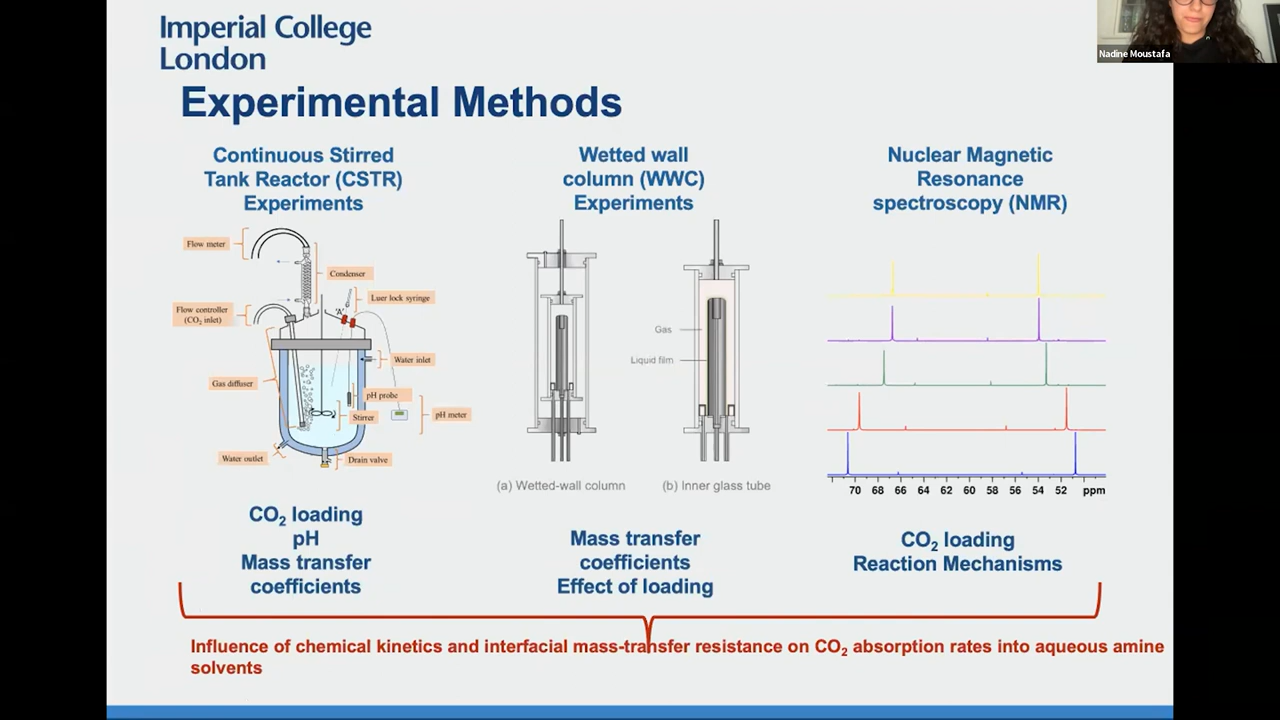 Imperial College
London
Nadine Moustafa
Experimental Methods
Continuous Stirred
Tank Reactor (CSTR)
Experiments
Flow meter
Condenser
Luer lock syringe
'A'
Flow controller
(CO₂ inlet)
Water inlet
Gas diffuser
pH probe
pH meter
Stirrer
Water outlet
Drain valve
CO₂ loading
pH
Mass transfer
coefficients
Wetted wall
column (WWC)
Experiments
Gas
Liquid film
(a) Wetted-wall column
(b) Inner glass tube
Mass transfer
coefficients
Effect of loading
Nuclear Magnetic
Resonance
spectroscopy (NMR)
70 68 66 64 62 60 58 56 54 52 ppm
CO₂ loading
Reaction Mechanisms
Influence of chemical kinetics and interfacial mass-transfer resistance on CO₂ absorption rates into aqueous amine
solvents